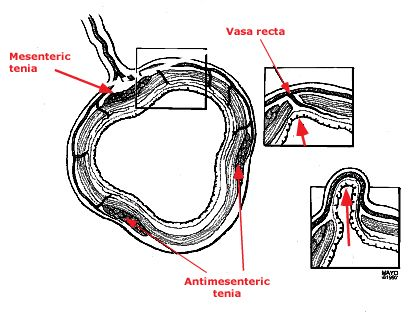 Vasa recta
Mesenteric
tenia
Antimesenteric
tenia
MAYO